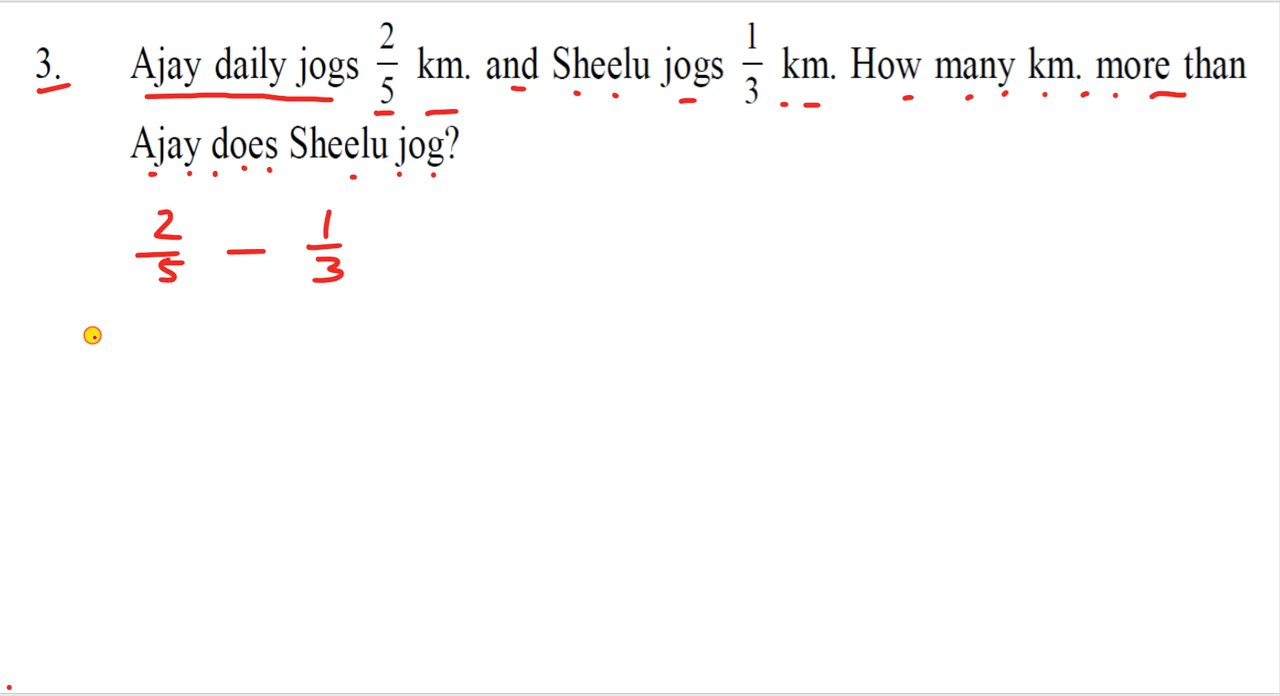 3. Ajay daily jogs 2/5 km. and Sheelu jogs 1/3 km. How many km. more than
Ajay does Sheelu jog?
2/5 - 1/3